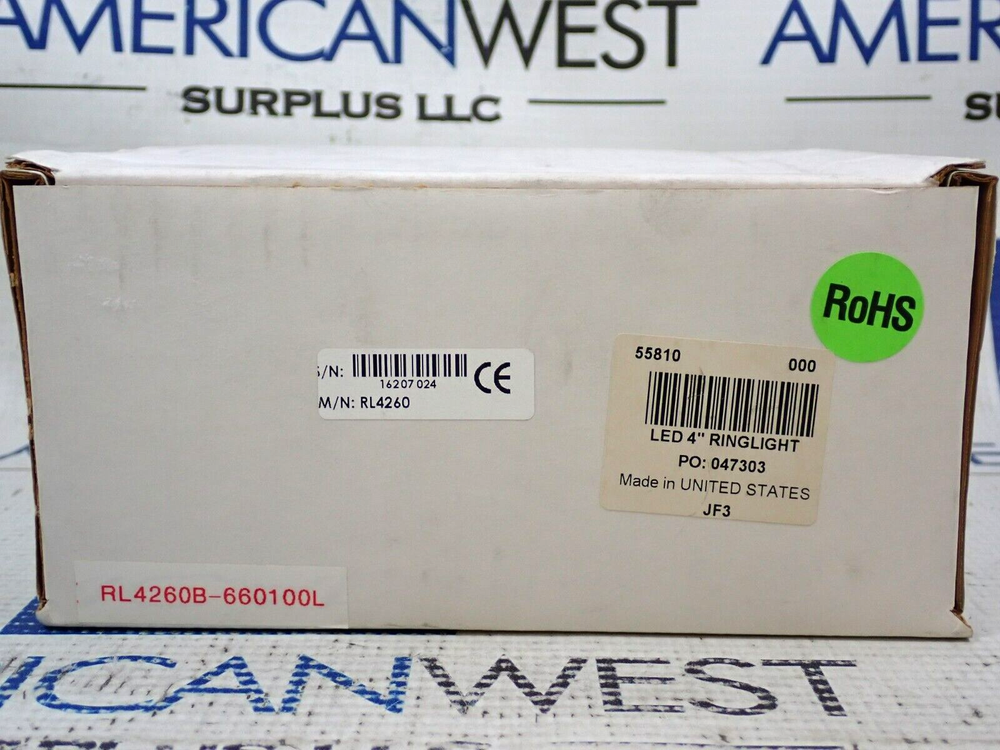 AMERICANWEST AMER
SURPLUS LLC
RoHS
55810 000
/N:
16207024
CE
M/N: RL4260
LED 4" RINGLIGHT
PO: 047303
Made in UNITED STATES
JF3
RL4260B-660100L
ICANWEST